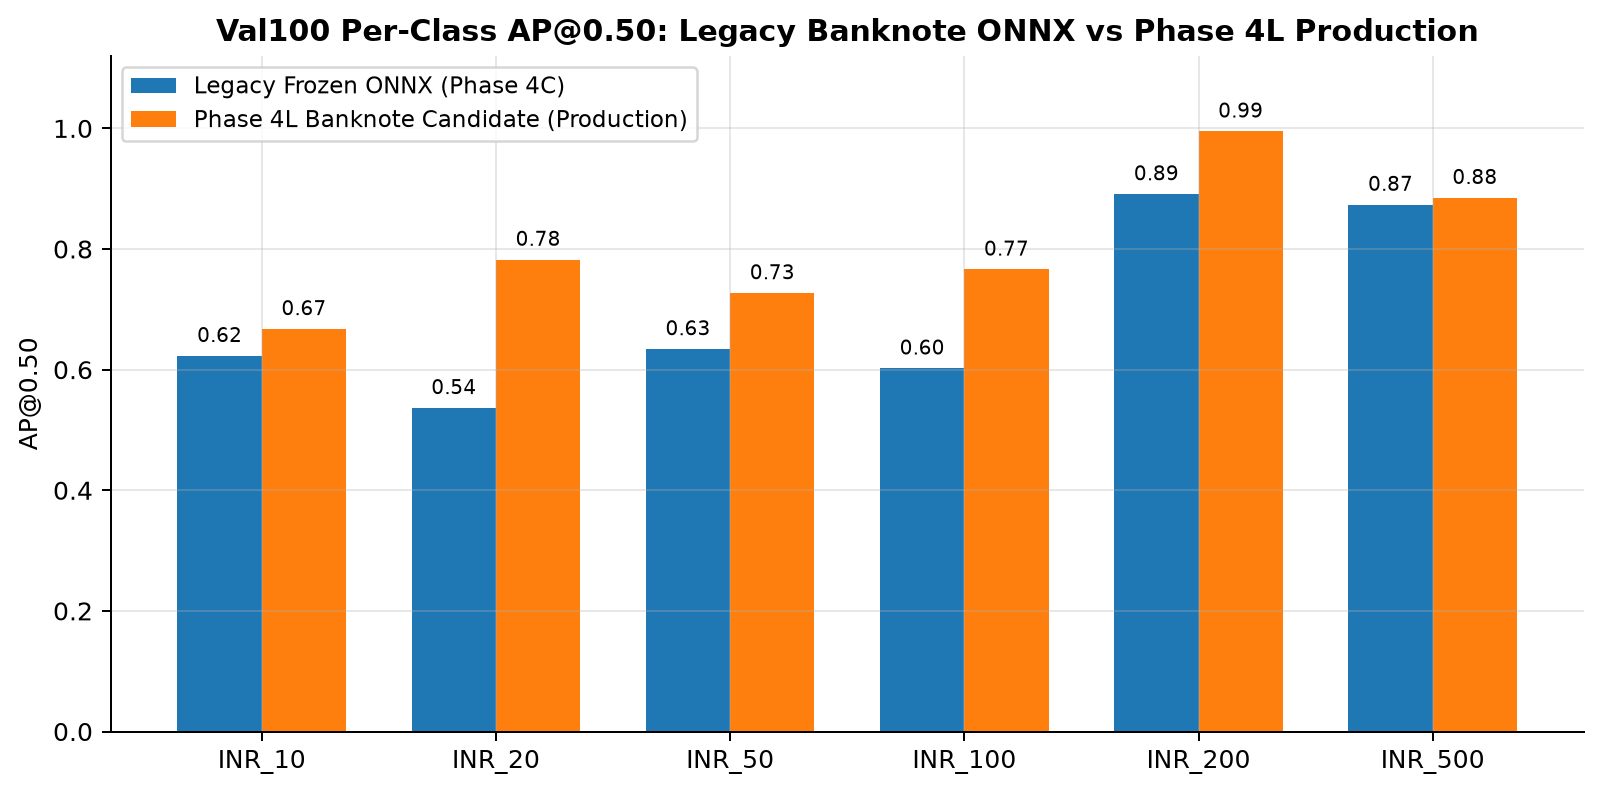 Val100 Per-Class AP@0.50: Legacy Banknote ONNX vs Phase 4L Production
Legacy Frozen ONNX (Phase 4C)
Phase 4L Banknote Candidate (Production)
AP@0.50
1.0
0.8
0.6
0.4
0.2
0.0
0.62 0.67 0.54 0.78 0.63 0.73 0.60 0.77 0.89 0.99 0.87 0.88
INR_10 INR_20 INR_50 INR_100 INR_200 INR_500